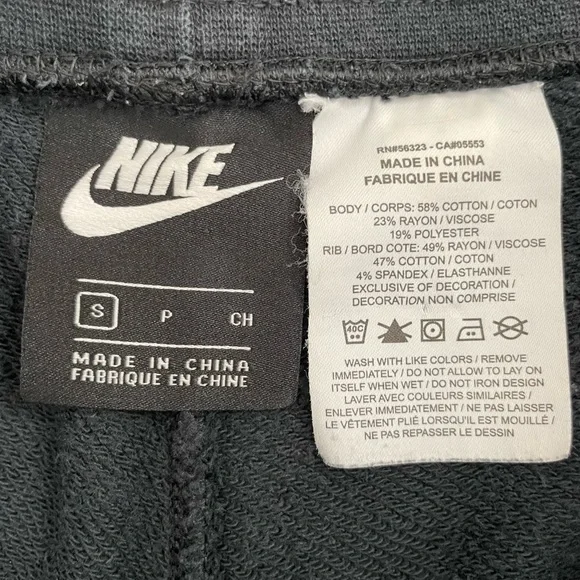 NIKE
S P CH
MADE IN CHINA
FABRIQUE EN CHINE
RN#56323 - CA#05553
MADE IN CHINA
FABRIQUE EN CHINE
BODY / CORPS: 58% COTTON / COTON
23% RAYON / VISCOSE
19% POLYESTER
RIB / BORD COTE: 49% RAYON / VISCOSE
47% COTTON / COTON
4% SPANDEX / ELASTHANNE
EXCLUSIVE OF DECORATION /
DECORATION NON COMPRISE
40C
WASH WITH LIKE COLORS / REMOVE
IMMEDIATELY / DO NOT ALLOW TO LAY ON
ITSELF WHEN WET / DO NOT IRON DESIGN
LAVER AVEC COULEURS SIMILAIRES /
ENLEVER IMMEDIATEMENT / NE PAS LAISSER
LE VÊTEMENT PLIÉ LORSQU'IL EST MOUILLÉ /
NE PAS REPASSER LE DESSIN